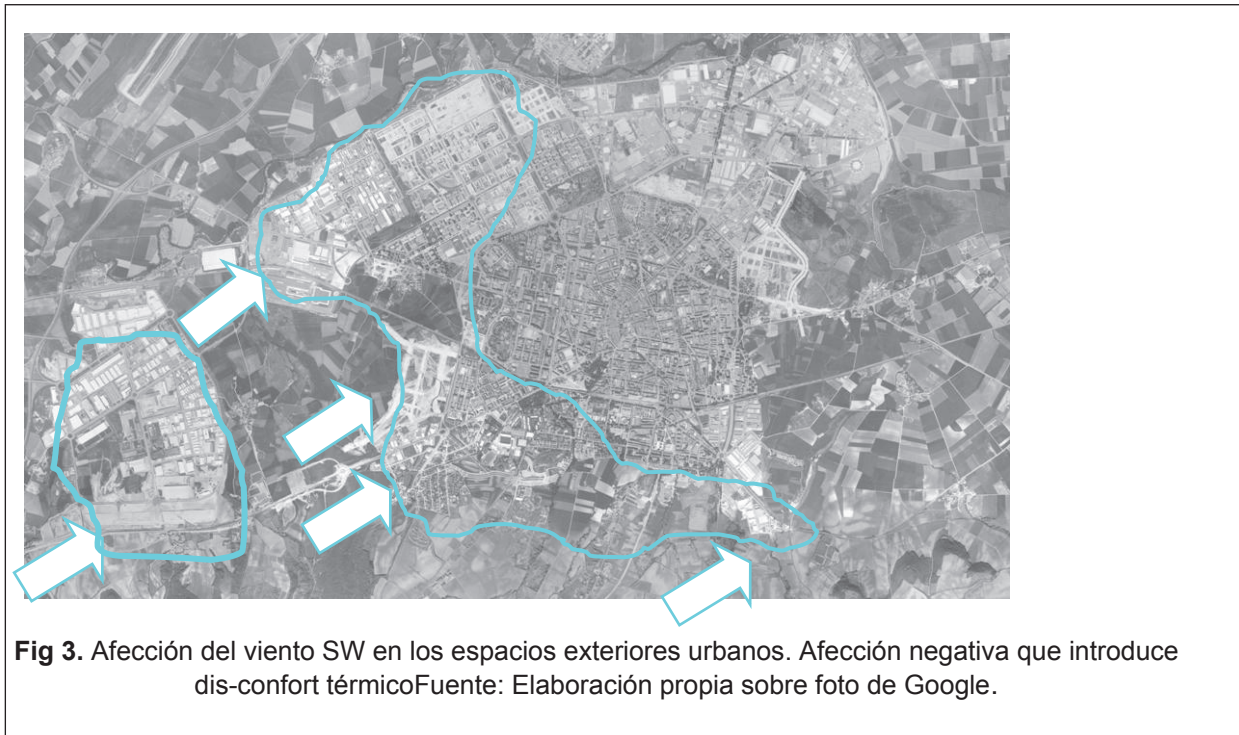 Fig 3. Afección del viento SW en los espacios exteriores urbanos. Afección negativa que introduce
dis-confort térmicoFuente: Elaboración propia sobre foto de Google.